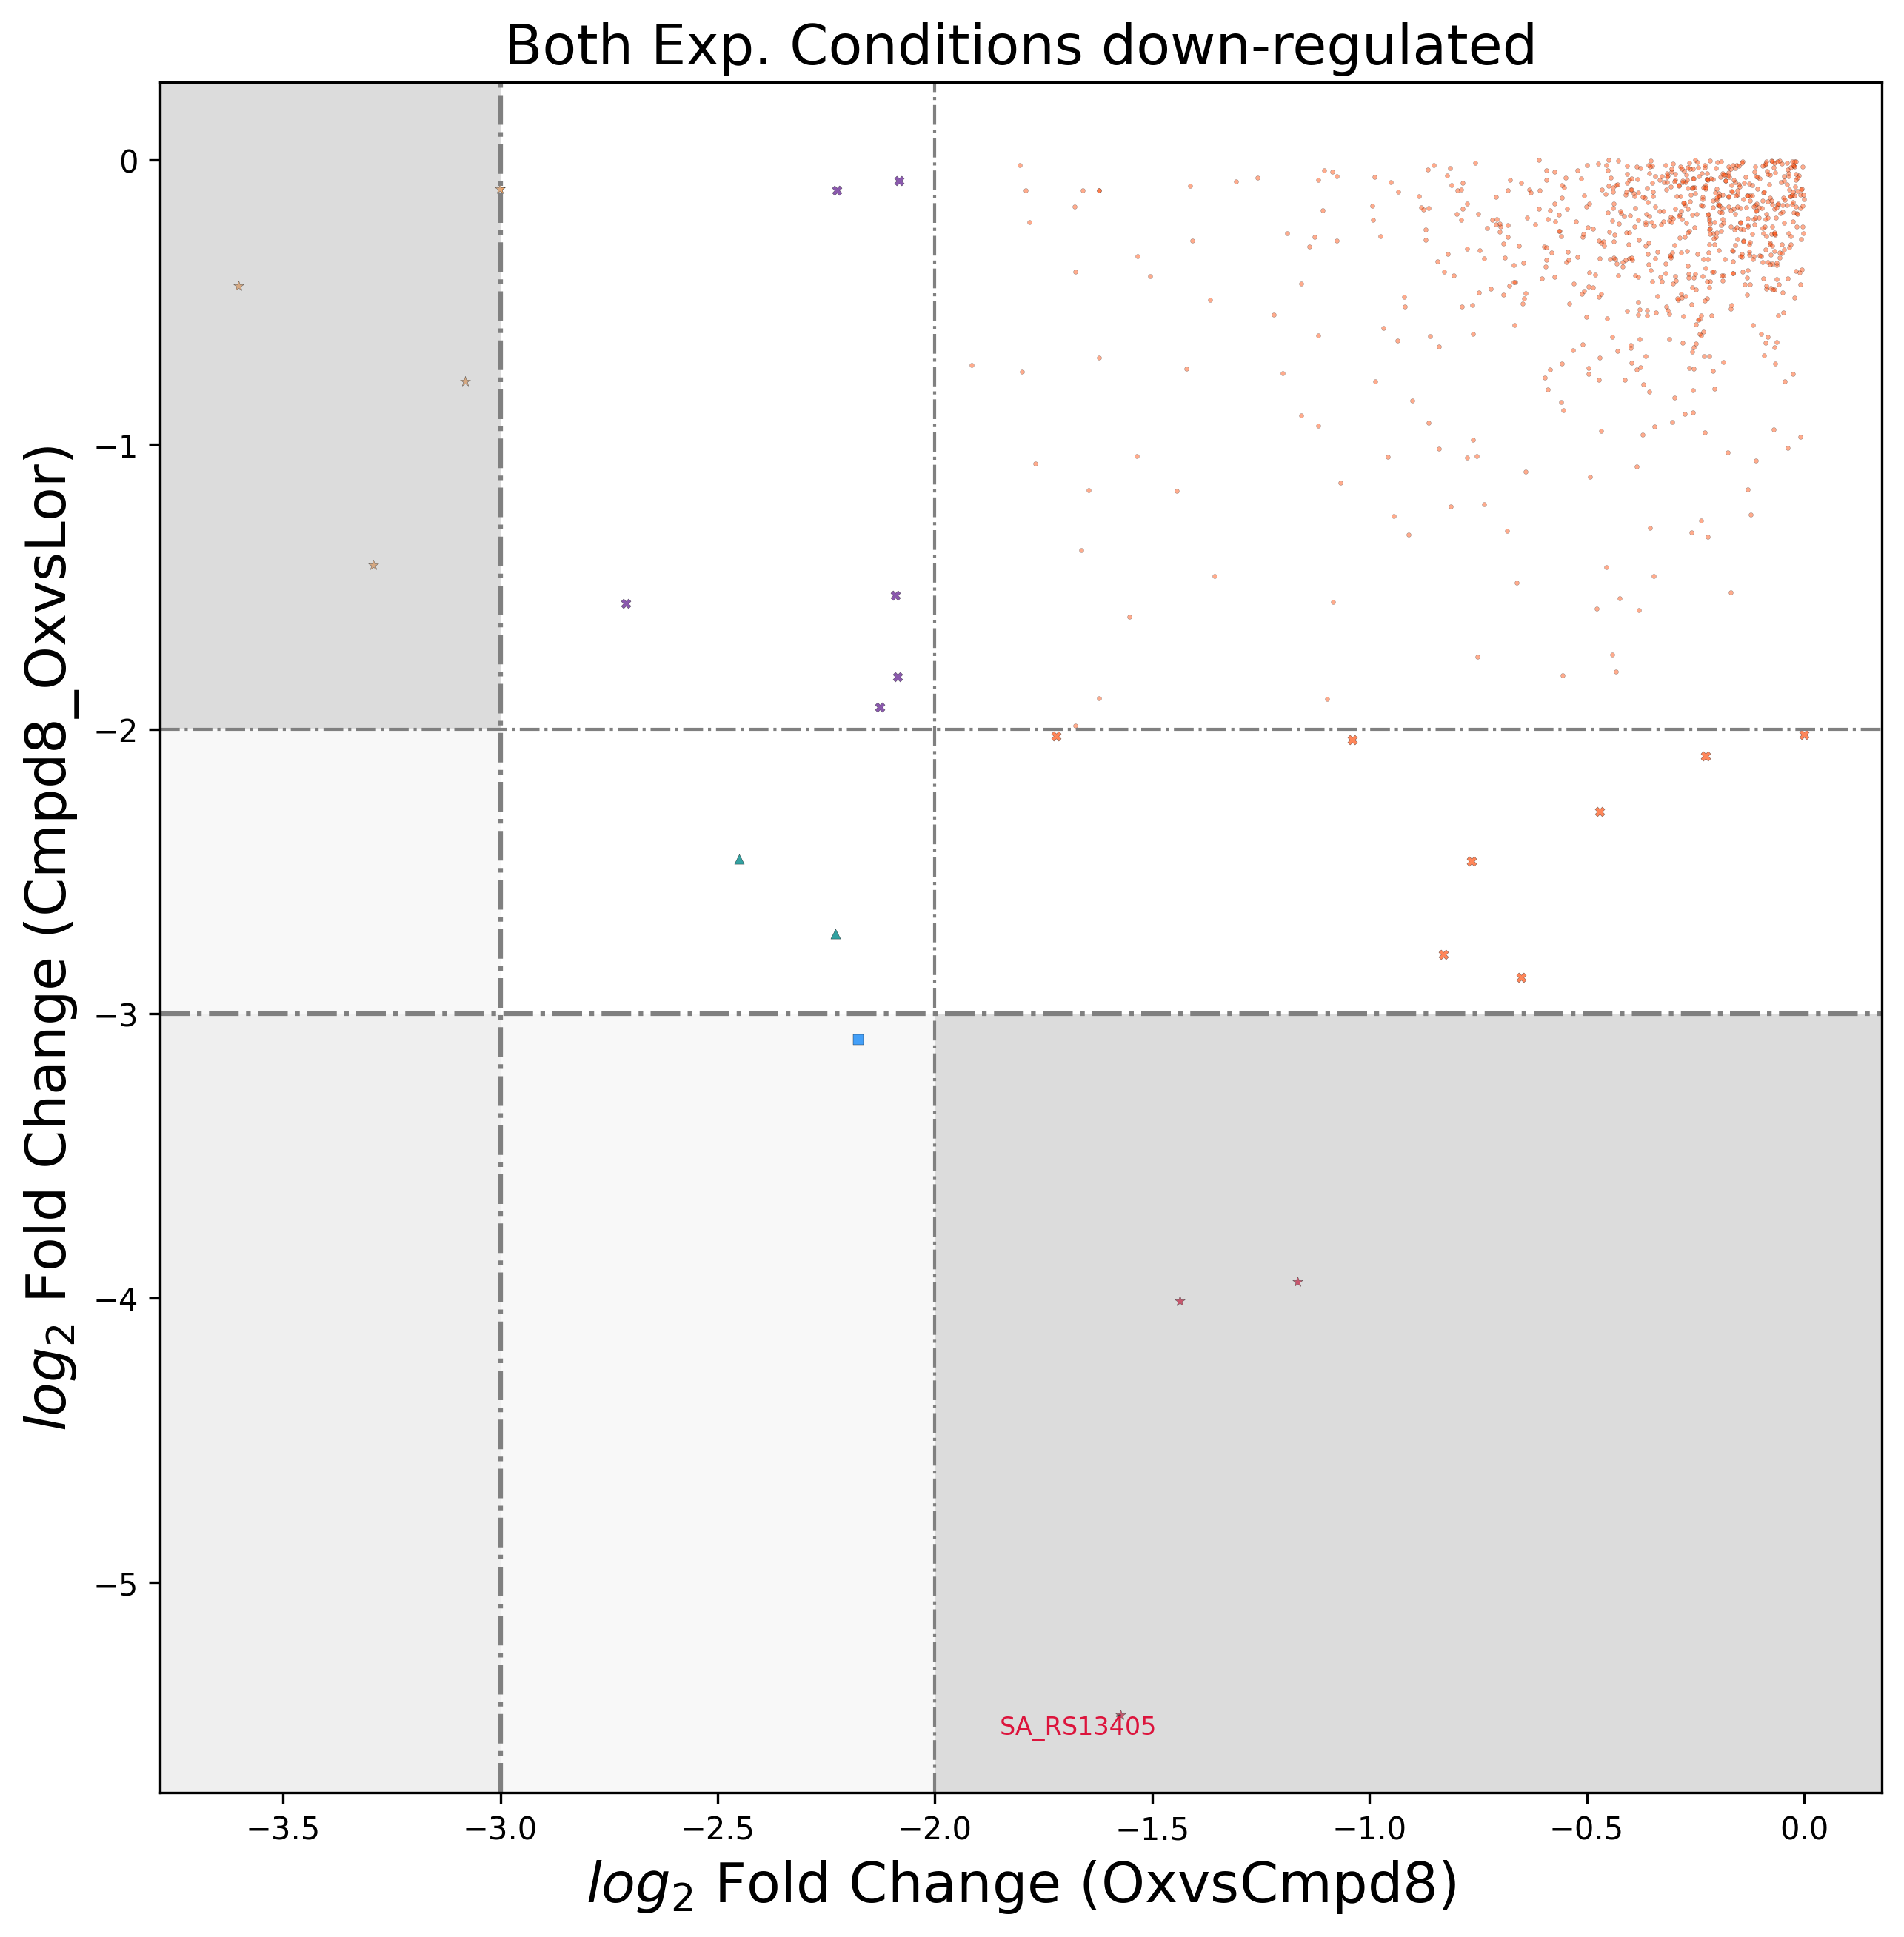 Both Exp. Conditions down-regulated
log₂ Fold Change (Cmpd8_OxvsLor)
0
−1
−2
−3
−4
−5
SA_RS13405
−3.5 −3.0 −2.5 −2.0 −1.5 −1.0 −0.5 0.0
log₂ Fold Change (OxvsCmpd8)